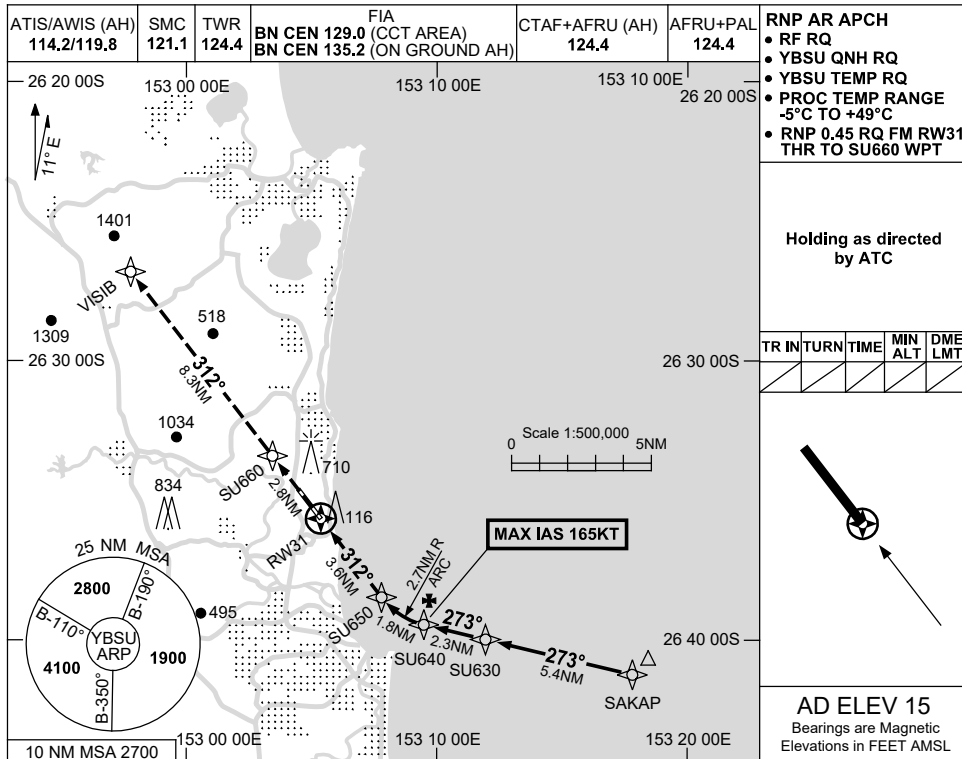 ATIS/AWIS (AH)
114.2/119.8
SMC
121.1
TWR
124.4
FIA
BN CEN 129.0 (CCT AREA)
BN CEN 135.2 (ON GROUND AH)
CTAF+AFRU (AH)
124.4
AFRU+PAL
124.4
RNP AR APCH
• RF RQ
• YBSU QNH RQ
• YBSU TEMP RQ
• PROC TEMP RANGE
-5°C TO +49°C
• RNP 0.45 RQ FM RW31
THR TO SU660 WPT
Holding as directed
by ATC
TR IN
TURN
TIME
MIN
ALT
DME
LMT
AD ELEV 15
Bearings are Magnetic
Elevations in FEET AMSL
26 20 00S
153 00 00E
153 10 00E
26 20 00S
11° E
1401
VISIB
1309
518
26 30 00S
26 30 00S
312°
8.3NM
1034
Scale 1:500,000
0
5NM
710
SU660
834
2.8NM
116
RW31
MAX IAS 165KT
312°
3.6NM
2.7NM R
ARC
SU650
1.8NM
273°
2.3NM
SU640
SU630
273°
5.4NM
SAKAP
26 40 00S
495
25 NM MSA
2800
B-190°
B-110°
YBSU
ARP
4100
1900
B-350°
10 NM MSA 2700
153 00 00E
153 10 00E
153 20 00E